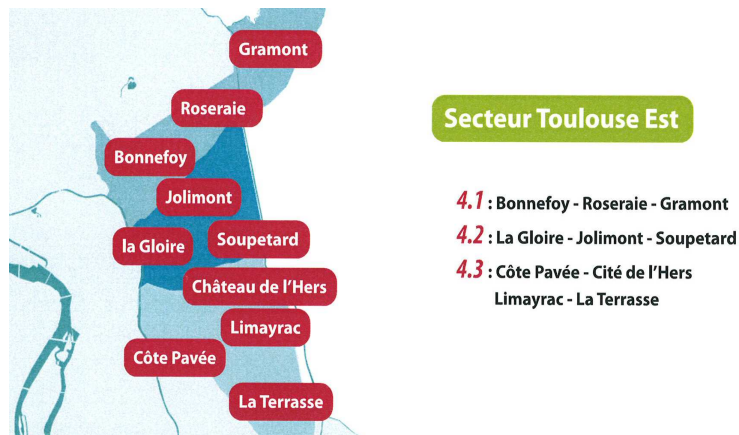 Gramont
Roseraie
Bonnefoy
Jolimont
la Gloire
Soupetard
Château de l'Hers
Limayrac
Côte Pavée
La Terrasse
Secteur Toulouse Est
4.1 : Bonnefoy - Roseraie - Gramont
4.2 : La Gloire - Jolimont - Soupetard
4.3 : Côte Pavée - Cité de l'Hers
Limayrac - La Terrasse